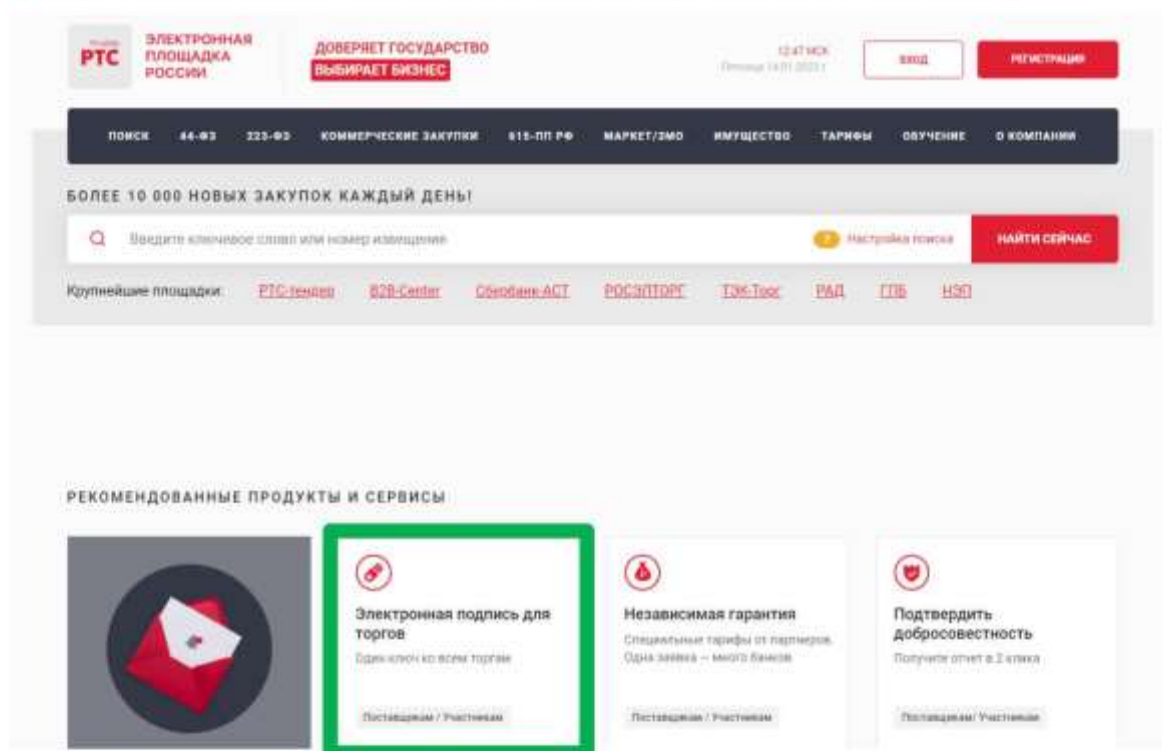 РТС
ЭЛЕКТРОННАЯ
ПЛОЩАДКА
РОССИИ
ДОВЕРЯЕТ ГОСУДАРСТВО
ВЫБИРАЕТ БИЗНЕС
12:47 МСК
ВХОД
РЕГИСТРАЦИЯ
ПОИСК 44-ФЗ 223-ФЗ КОММЕРЧЕСКИЕ ЗАКУПКИ 615-ПП РФ МАРКЕТ/ЗМО ИМУЩЕСТВО ТАРИФЫ ОБУЧЕНИЕ О КОМПАНИИ
БОЛЕЕ 10 000 НОВЫХ ЗАКУПОК КАЖДЫЙ ДЕНЬ!
Введите ключевое слово или номер извещения
Настройка поиска
НАЙТИ СЕЙЧАС
Крупнейшие площадки: РТС-тендер B2B-Center Сбербанк-АСТ РОСЭЛТОРГ ТЭК-Торг РАД ГПБ НЭП
РЕКОМЕНДОВАННЫЕ ПРОДУКТЫ И СЕРВИСЫ
Электронная подпись для
торгов
Один ключ ко всем торгам
Поставщикам / Участникам
Независимая гарантия
Специальные тарифы от партнеров.
Одна заявка — много банков
Поставщикам / Участникам
Подтвердить
добросовестность
Получите отчет в 2 клика
Поставщикам/ Участникам